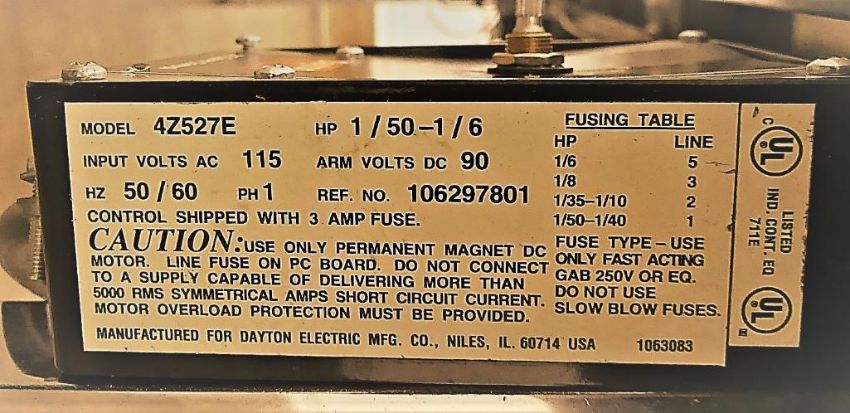 MODEL 4Z527E HP 1/50-1/6
INPUT VOLTS AC 115 ARM VOLTS DC 90
HZ 50/60 PH 1 REF. NO. 106297801
CONTROL SHIPPED WITH 3 AMP FUSE.
CAUTION: USE ONLY PERMANENT MAGNET DC
MOTOR. LINE FUSE ON PC BOARD. DO NOT CONNECT
TO A SUPPLY CAPABLE OF DELIVERING MORE THAN
5000 RMS SYMMETRICAL AMPS SHORT CIRCUIT CURRENT.
MOTOR OVERLOAD PROTECTION MUST BE PROVIDED.
MANUFACTURED FOR DAYTON ELECTRIC MFG. CO., NILES, IL. 60714 USA 1063083
FUSING TABLE
HP LINE
1/6 5
1/8 3
1/35-1/10 2
1/50-1/40 1
FUSE TYPE - USE
ONLY FAST ACTING
GAB 250V OR EQ.
DO NOT USE
SLOW BLOW FUSES.
C UL ®
LISTED
IND. CONT. EQ
711E
UL ®